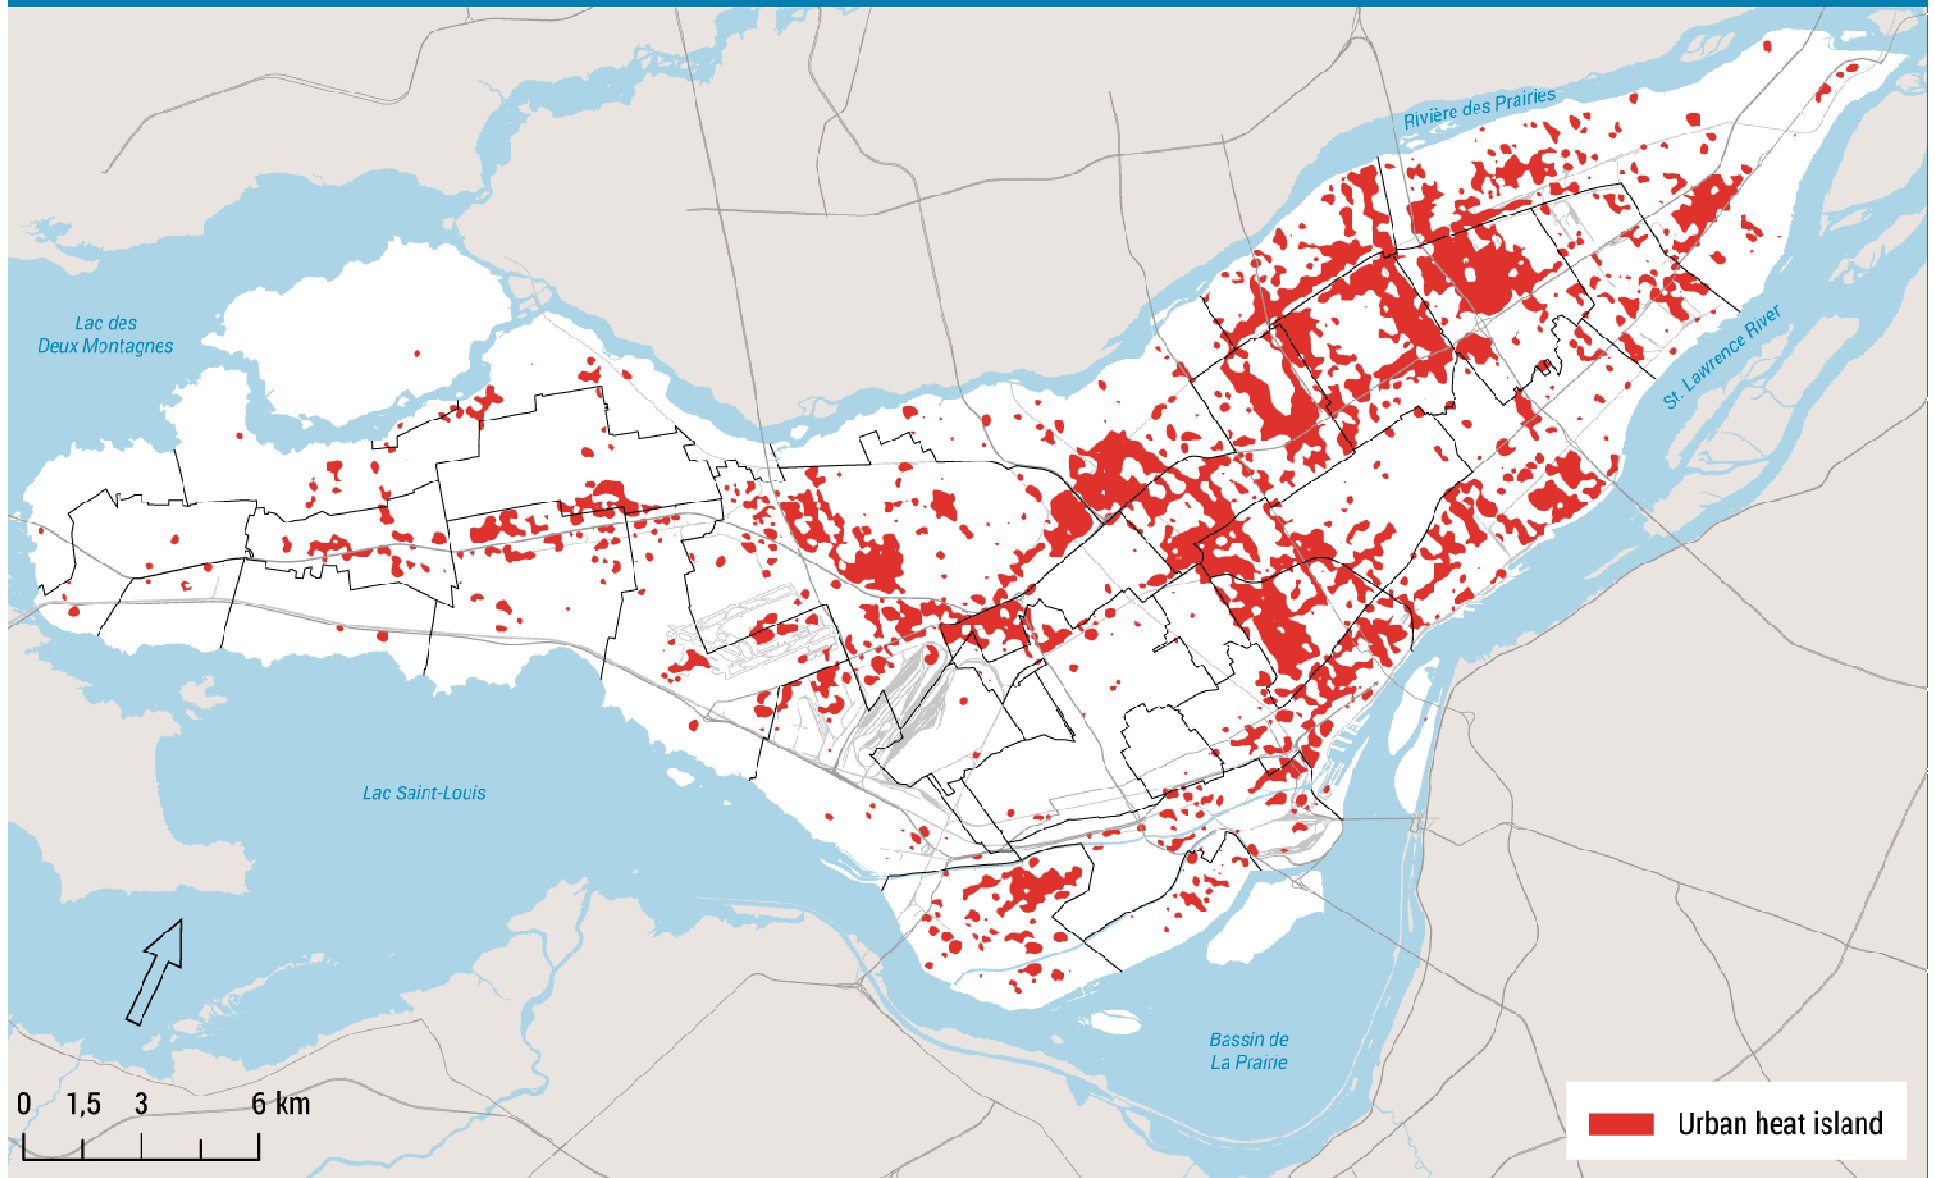 Rivière des Prairies
Lac des
Deux Montagnes
St. Lawrence River
Lac Saint-Louis
Bassin de
La Prairie
0 1,5 3 6 km
Urban heat island